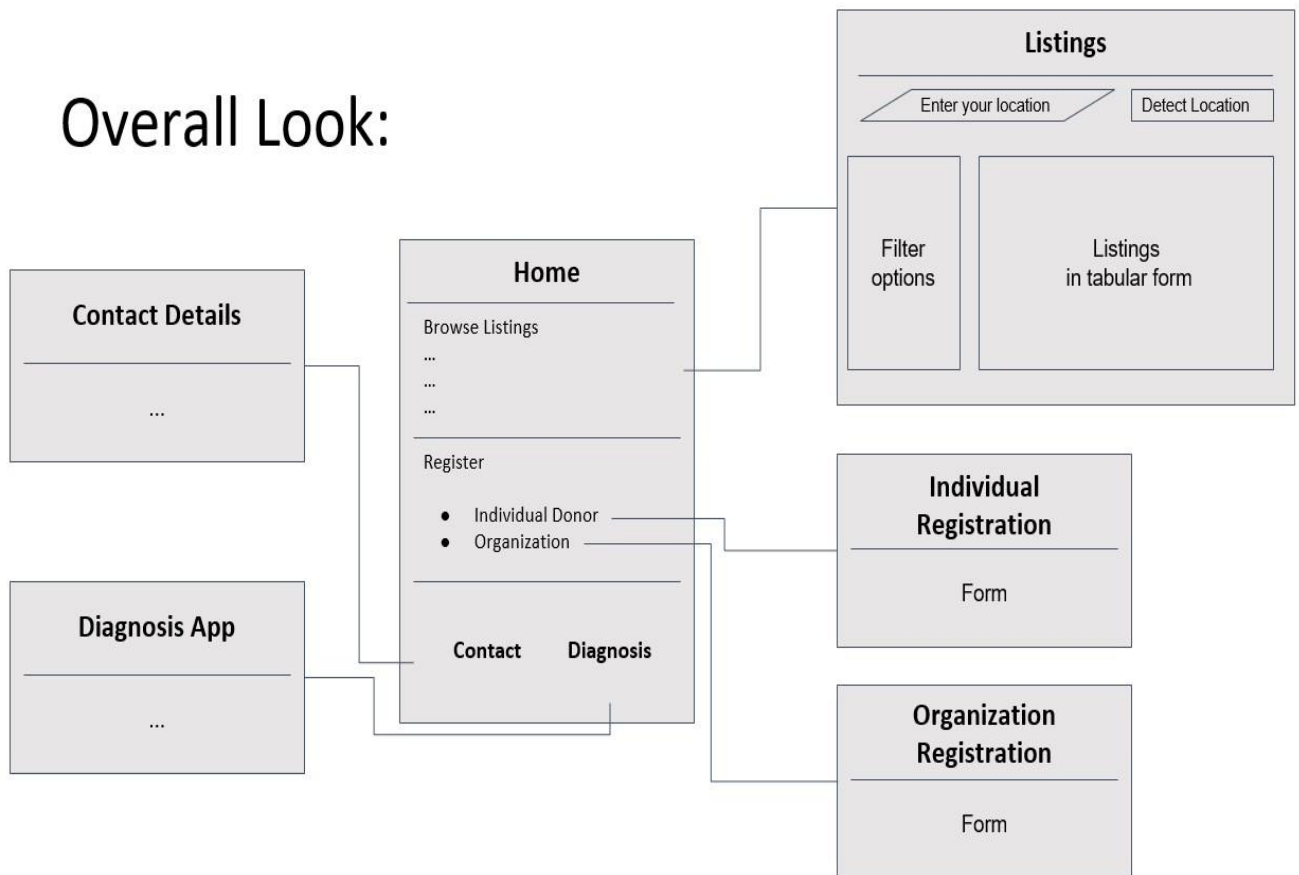 Overall Look:
Listings
Enter your location
Detect Location
Filter
options
Listings
in tabular form
Contact Details
...
Home
Browse Listings
...
...
...
Register
● Individual Donor
● Organization
Contact
Diagnosis
Diagnosis App
...
Individual
Registration
Form
Organization
Registration
Form